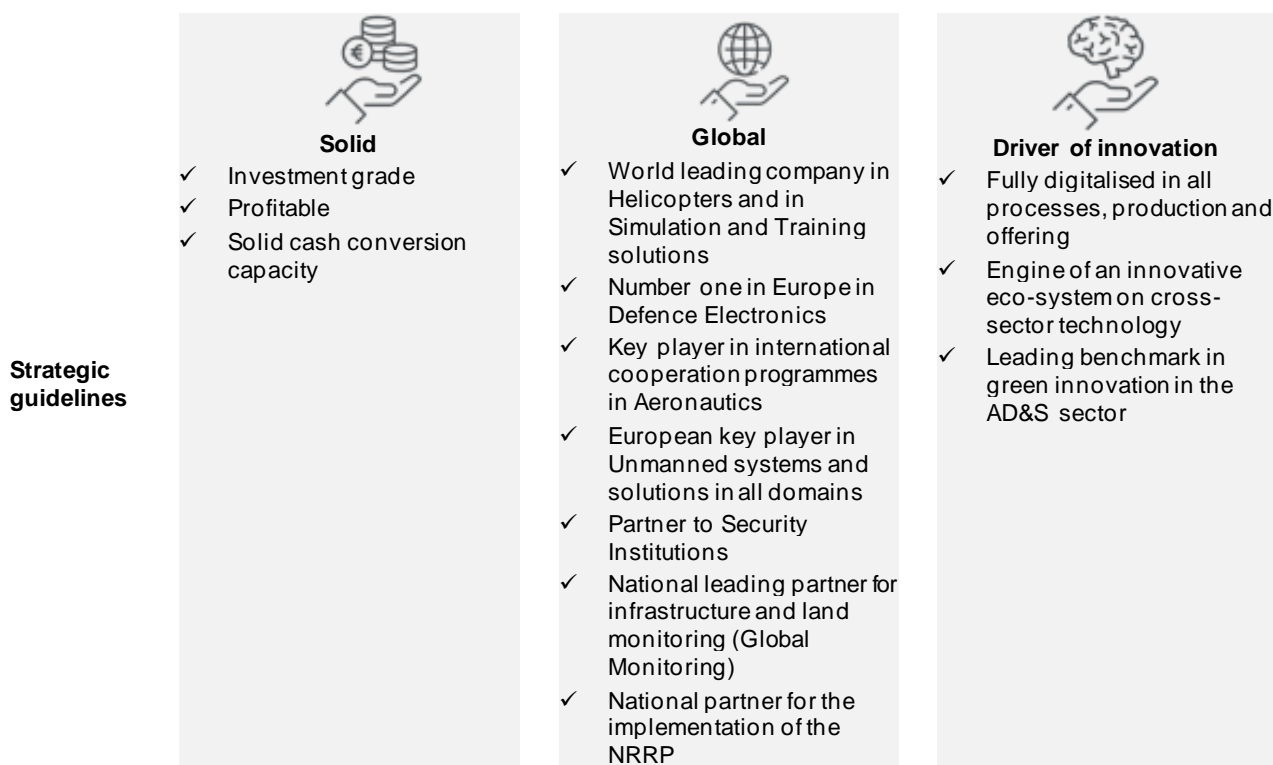 Strategic
guidelines
€
Solid
✓ Investment grade
✓ Profitable
✓ Solid cash conversion
capacity
Global
✓ World leading company in
Helicopters and in
Simulation and Training
solutions
✓ Number one in Europe in
Defence Electronics
✓ Key player in international
cooperation programmes
in Aeronautics
✓ European key player in
Unmanned systems and
solutions in all domains
✓ Partner to Security
Institutions
✓ National leading partner for
infrastructure and land
monitoring (Global
Monitoring)
✓ National partner for the
implementation of the
NRRP
Driver of innovation
✓ Fully digitalised in all
processes, production and
offering
✓ Engine of an innovative
eco-system on cross-
sector technology
✓ Leading benchmark in
green innovation in the
AD&S sector